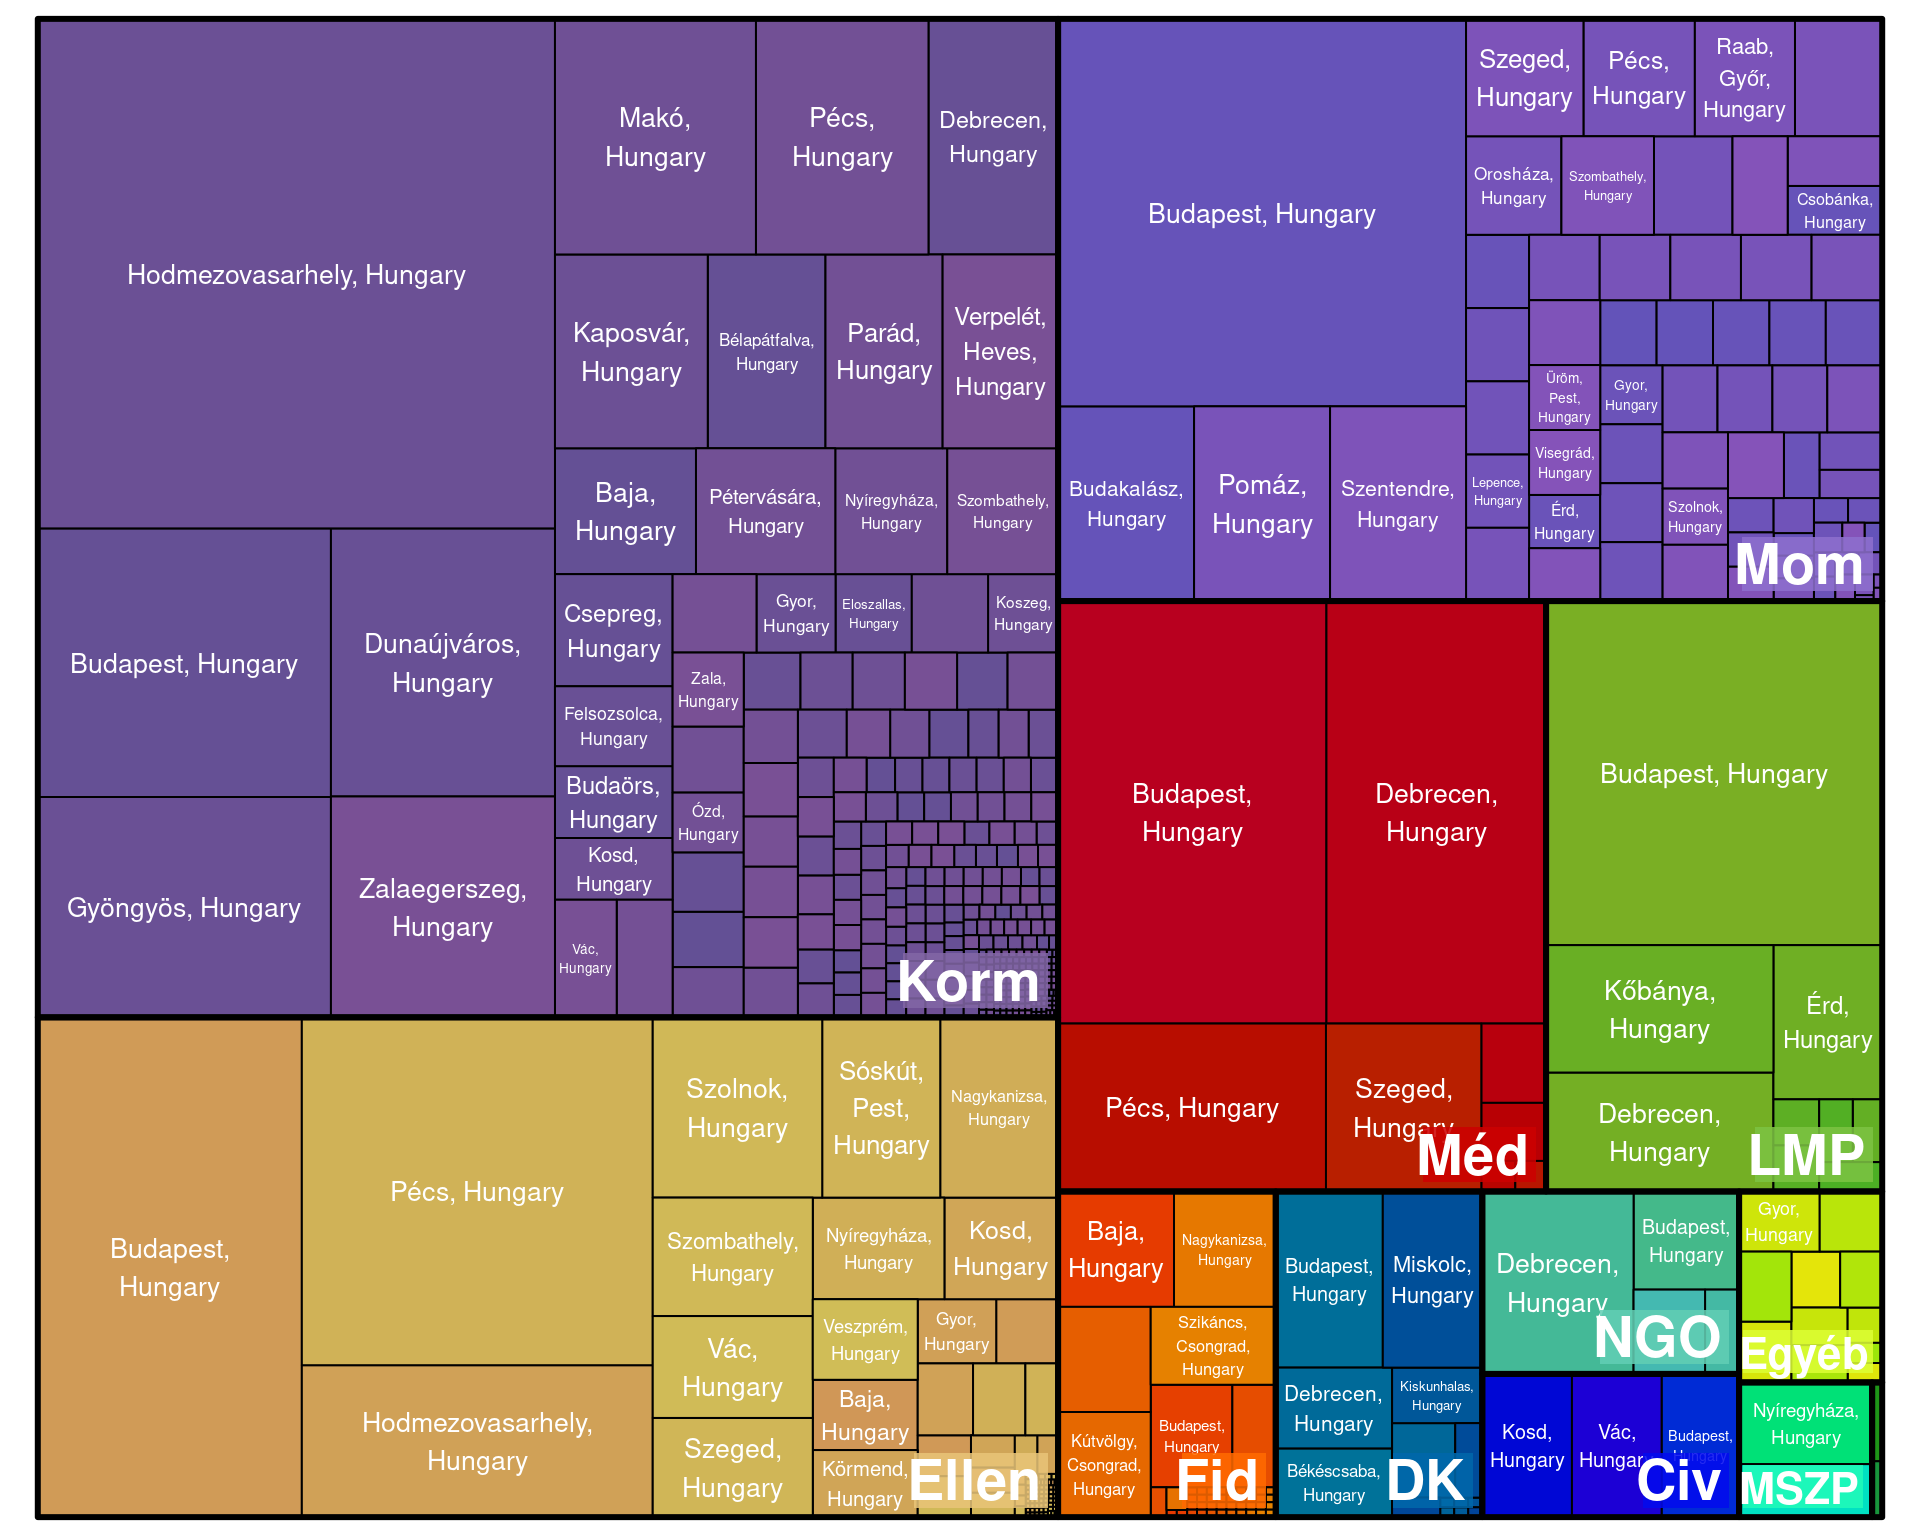 Hodmezovasarhely, Hungary
Makó,
Hungary
Pécs,
Hungary
Debrecen,
Hungary
Kaposvár,
Hungary
Bélapátfalva,
Hungary
Parád,
Hungary
Verpelét,
Heves,
Hungary
Baja,
Hungary
Pétervására,
Hungary
Nyíregyháza,
Hungary
Szombathely,
Hungary
Budapest, Hungary
Dunaújváros,
Hungary
Gyöngyös, Hungary
Zalaegerszeg,
Hungary
Csepreg,
Hungary
Gyor,
Hungary
Eloszallas,
Hungary
Koszeg,
Hungary
Zala,
Hungary
Felsozsolca,
Hungary
Budaörs,
Hungary
Ózd,
Hungary
Kosd,
Hungary
Vác,
Hungary
Korm
Budapest, Hungary
Szeged,
Hungary
Pécs,
Hungary
Raab,
Győr,
Hungary
Orosháza,
Hungary
Szombathely,
Hungary
Csobánka,
Hungary
Budakalász,
Hungary
Pomáz,
Hungary
Szentendre,
Hungary
Üröm,
Pest,
Hungary
Gyor,
Hungary
Visegrád,
Hungary
Lepence,
Hungary
Érd,
Hungary
Szolnok,
Hungary
Mom
Budapest,
Hungary
Debrecen,
Hungary
Pécs, Hungary
Szeged,
Hungary
Méd
Budapest, Hungary
Kőbánya,
Hungary
Érd,
Hungary
Debrecen,
Hungary
LMP
Budapest,
Hungary
Pécs, Hungary
Hodmezovasarhely,
Hungary
Szolnok,
Hungary
Sóskút,
Pest,
Hungary
Nagykanizsa,
Hungary
Szombathely,
Hungary
Nyíregyháza,
Hungary
Kosd,
Hungary
Vác,
Hungary
Veszprém,
Hungary
Gyor,
Hungary
Baja,
Hungary
Szeged,
Hungary
Körmend,
Hungary
Ellen
Baja,
Hungary
Nagykanizsa,
Hungary
Szikáncs,
Csongrad,
Hungary
Kútvölgy,
Csongrad,
Hungary
Budapest,
Hungary
Fid
Budapest,
Hungary
Miskolc,
Hungary
Debrecen,
Hungary
Kiskunhalas,
Hungary
Békéscsaba,
Hungary
DK
Debrecen,
Hungary
Budapest,
Hungary
NGO
Gyor,
Hungary
Egyéb
Kosd,
Hungary
Vác,
Hungary
Budapest,
Hungary
Civ
Nyíregyháza,
Hungary
MSZP